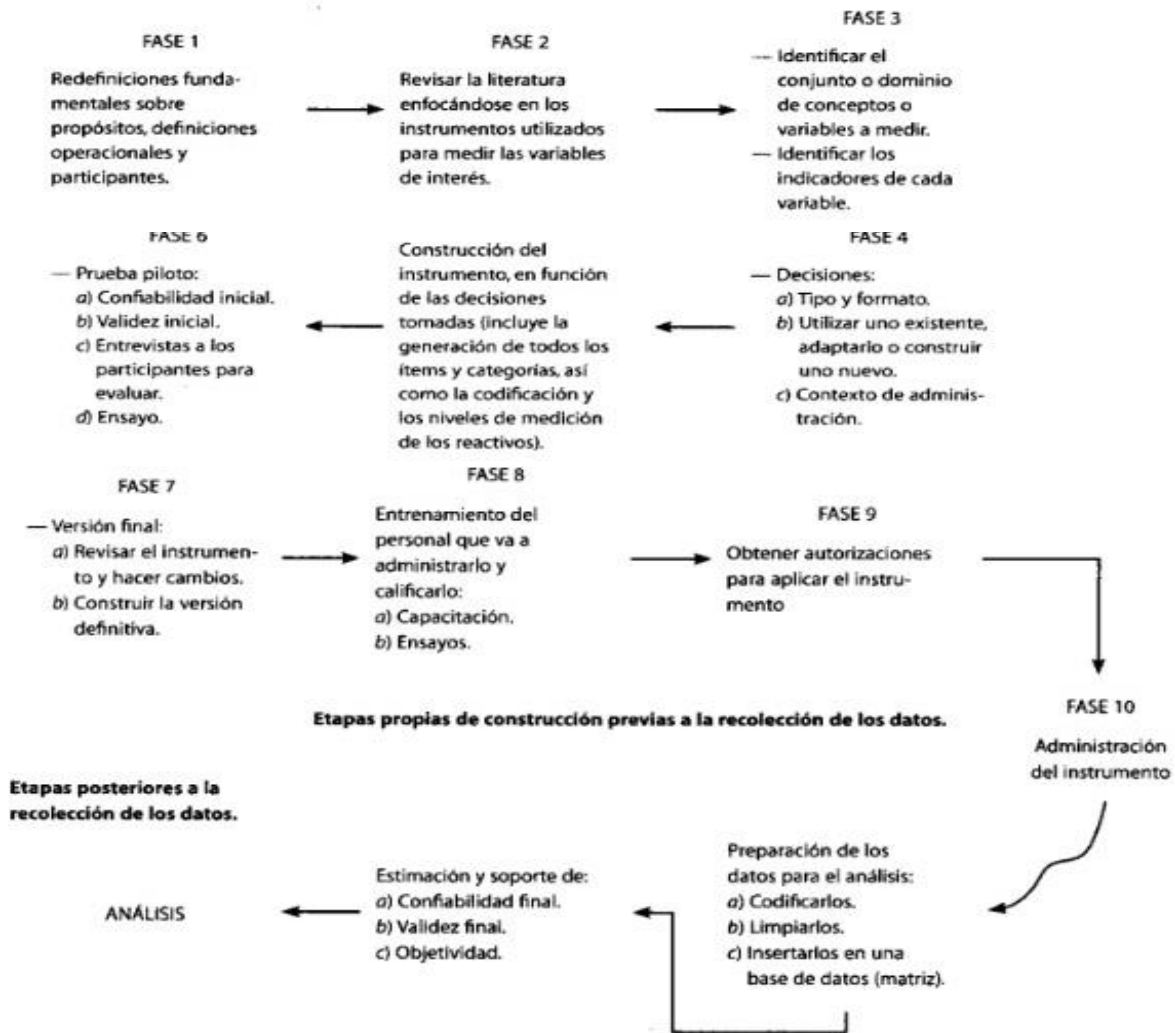 FASE 1
Redefiniciones funda-
mentales sobre
propósitos, definiciones
operacionales y
participantes.
FASE 2
Revisar la literatura
enfocándose en los
instrumentos utilizados
para medir las variables
de interés.
FASE 3
— Identificar el
conjunto o dominio
de conceptos o
variables a medir.
— Identificar los
indicadores de cada
variable.
FASE 4
— Decisiones:
a) Tipo y formato.
b) Utilizar uno existente,
adaptarlo o construir
uno nuevo.
c) Contexto de adminis-
tración.
Construcción del
instrumento, en función
de las decisiones
tomadas (incluye la
generación de todos los
ítems y categorías, así
como la codificación y
los niveles de medición
de los reactivos).
FASE 6
— Prueba piloto:
a) Confiabilidad inicial.
b) Validez inicial.
c) Entrevistas a los
participantes para
evaluar.
d) Ensayo.
FASE 7
— Versión final:
a) Revisar el instrumen-
to y hacer cambios.
b) Construir la versión
definitiva.
FASE 8
Entrenamiento del
personal que va a
administrarlo y
calificarlo:
a) Capacitación.
b) Ensayos.
FASE 9
Obtener autorizaciones
para aplicar el instru-
mento
Etapas propias de construcción previas a la recolección de los datos.
FASE 10
Administración
del instrumento
Etapas posteriores a la
recolección de los datos.
Preparación de los
datos para el análisis:
a) Codificarlos.
b) Limpiarlos.
c) Insertarlos en una
base de datos (matriz).
Estimación y soporte de:
a) Confiabilidad final.
b) Validez final.
c) Objetividad.
ANÁLISIS